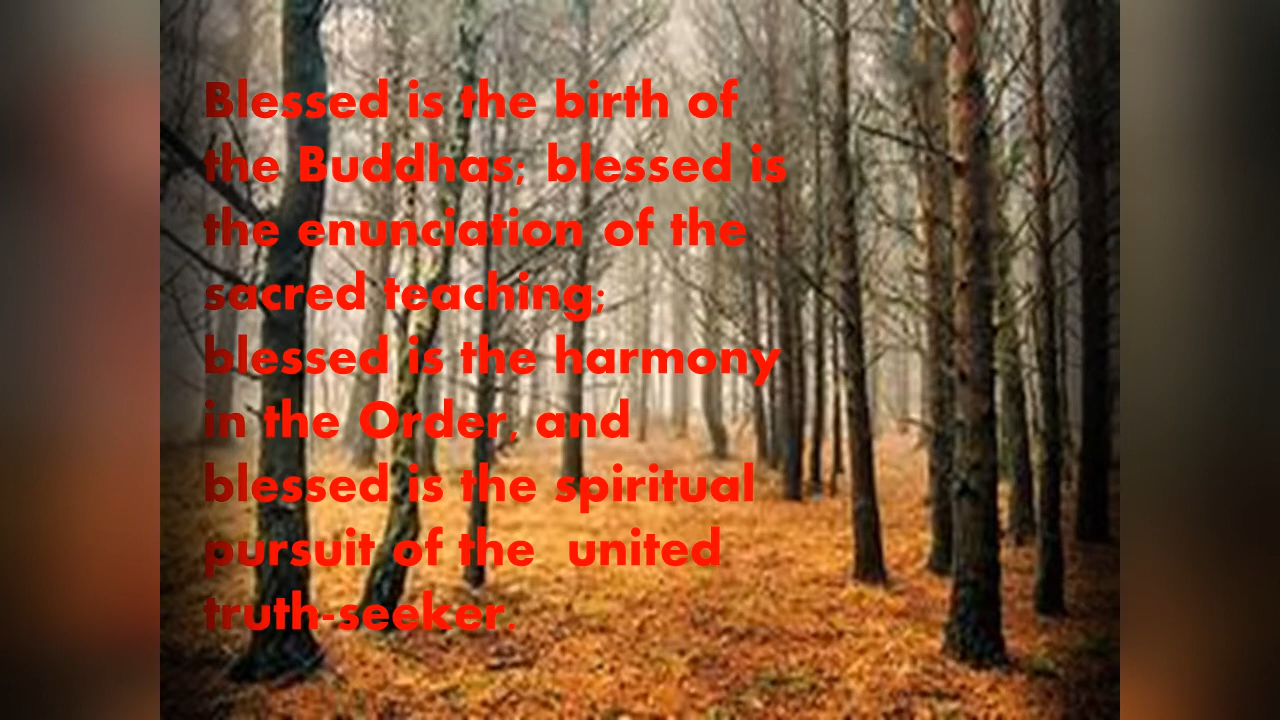 Blessed is the birth of
the Buddhas; blessed is
the enunciation of the
sacred teaching;
blessed is the harmony
in the Order, and
blessed is the spiritual
pursuit of the  united
truth-seeker.